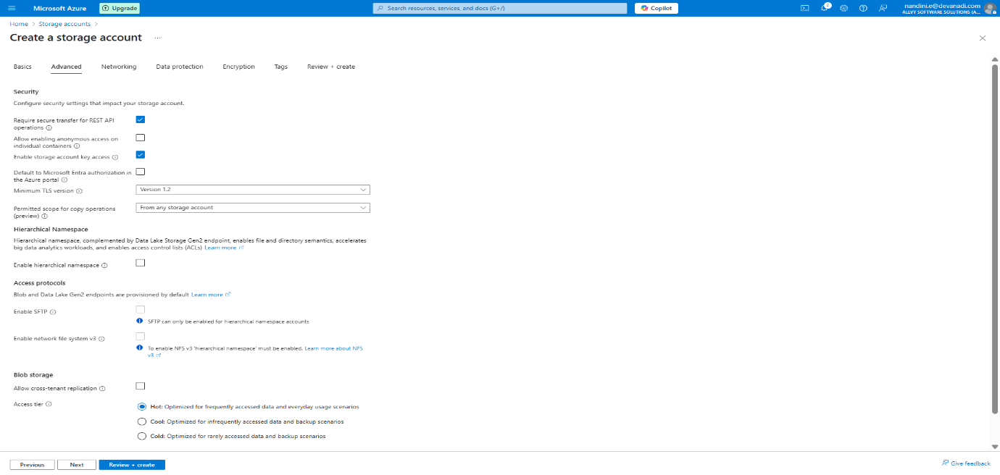 Microsoft Azure
Upgrade
Search resources, services, and docs (G+/)
Copilot
2
nandini.e@devanadi.com
ALLVY SOFTWARE SOLUTIONS (A...
Home > Storage accounts >
Create a storage account ...
Basics
Advanced
Networking
Data protection
Encryption
Tags
Review + create
Security
Configure security settings that impact your storage account.
Require secure transfer for REST API
operations
Allow enabling anonymous access on
individual containers
Enable storage account key access
Default to Microsoft Entra authorization in
the Azure portal
Minimum TLS version
Version 1.2
Permitted scope for copy operations
(preview)
From any storage account
Hierarchical Namespace
Hierarchical namespace, complemented by Data Lake Storage Gen2 endpoint, enables file and directory semantics, accelerates
big data analytics workloads, and enables access control lists (ACLs) Learn more
Enable hierarchical namespace
Access protocols
Blob and Data Lake Gen2 endpoints are provisioned by default Learn more
Enable SFTP
SFTP can only be enabled for hierarchical namespace accounts
Enable network file system v3
To enable NFS v3 'hierarchical namespace' must be enabled. Learn more about NFS
v3
Blob storage
Allow cross-tenant replication
Access tier
Hot: Optimized for frequently accessed data and everyday usage scenarios
Cool: Optimized for infrequently accessed data and backup scenarios
Cold: Optimized for rarely accessed data and backup scenarios
Previous
Next
Review + create
Give feedback